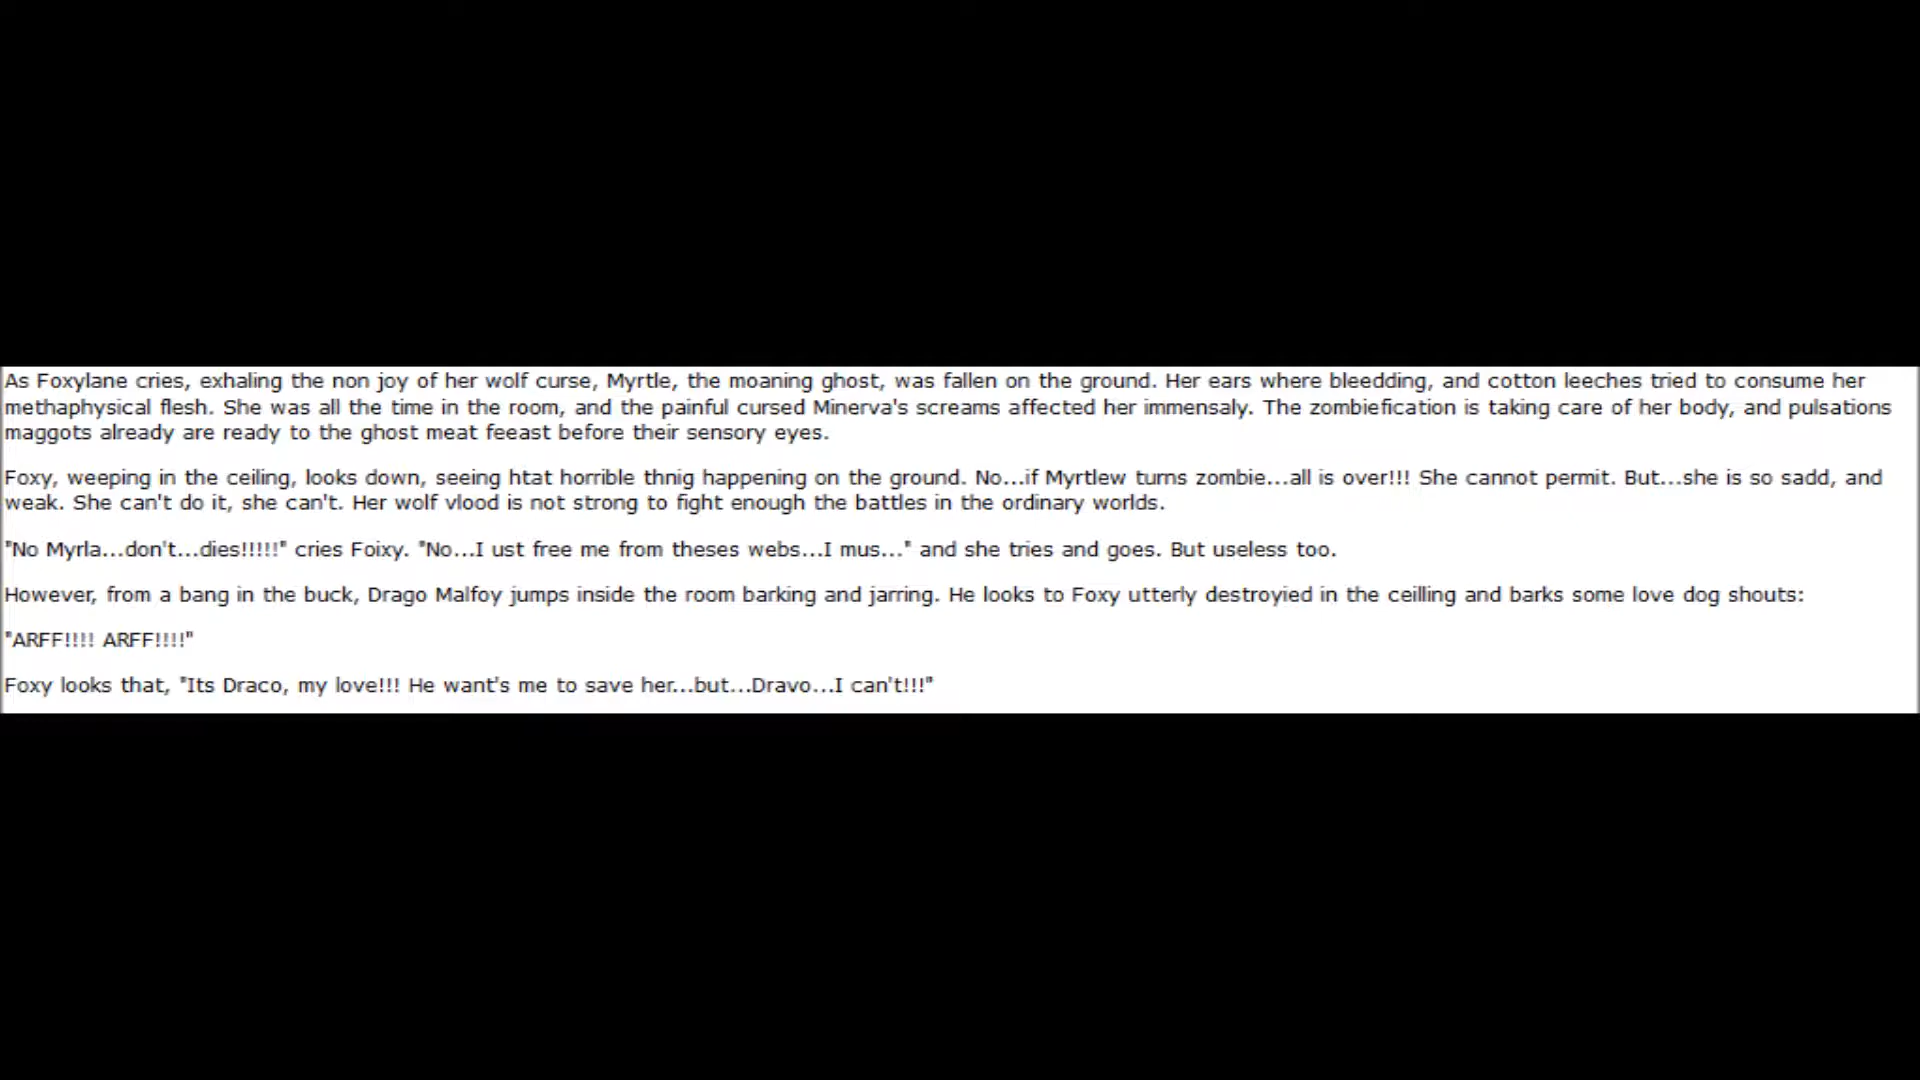 As Foxylane cries, exhaling the non joy of her wolf curse, Myrtle, the moaning ghost, was fallen on the ground. Her ears where bleedding, and cotton leeches tried to consume her
methaphysical flesh. She was all the time in the room, and the painful cursed Minerva's screams affected her immensaly. The zombiefication is taking care of her body, and pulsations
maggots already are ready to the ghost meat feeast before their sensory eyes.
Foxy, weeping in the ceiling, looks down, seeing htat horrible thnig happening on the ground. No...if Myrtlew turns zombie...all is over!!! She cannot permit. But...she is so sadd, and
weak. She can't do it, she can't. Her wolf vlood is not strong to fight enough the battles in the ordinary worlds.
"No Myrla...don't...dies!!!!!" cries Foixy. "No...I ust free me from theses webs...I mus..." and she tries and goes. But useless too.
However, from a bang in the buck, Drago Malfoy jumps inside the room barking and jarring. He looks to Foxy utterly destroyied in the ceilling and barks some love dog shouts:
"ARFF!!!! ARFF!!!!"
Foxy looks that, "Its Draco, my love!!! He want's me to save her...but...Dravo...I can't!!!"